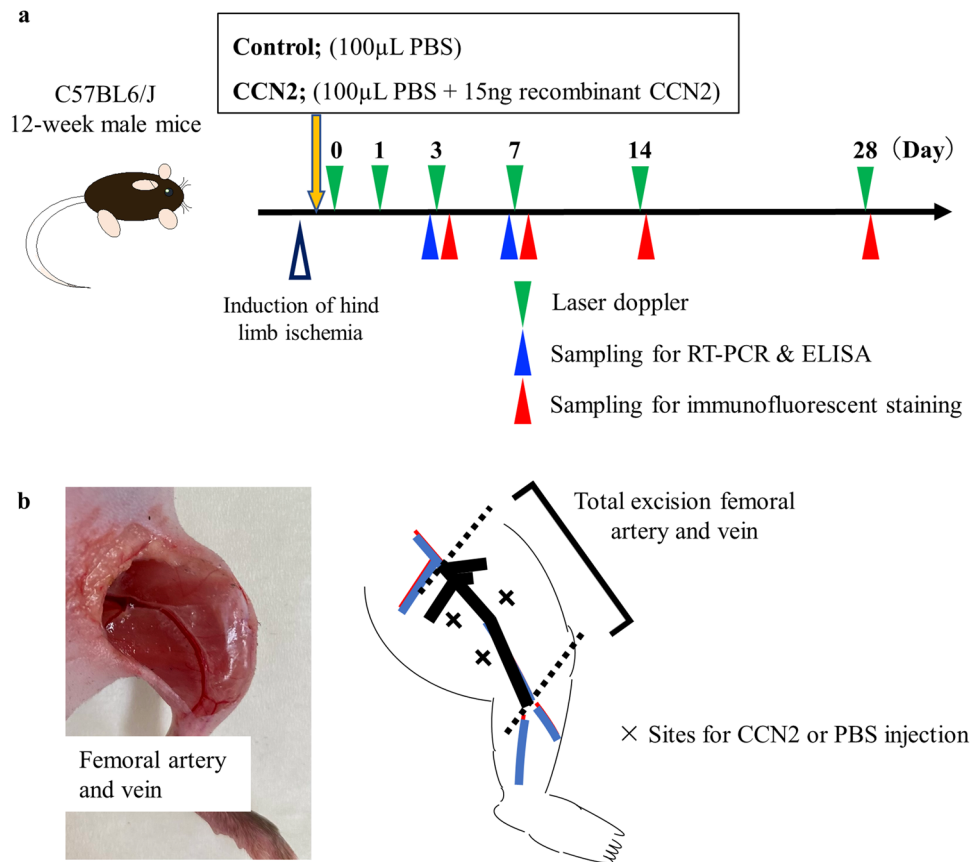 a
Control; (100µL PBS)
CCN2; (100µL PBS + 15ng recombinant CCN2)
C57BL6/J
12-week male mice
0 1 3 7 14 28 (Day)
Induction of hind
limb ischemia
Laser doppler
Sampling for RT-PCR & ELISA
Sampling for immunofluorescent staining
b
Total excision femoral
artery and vein
× Sites for CCN2 or PBS injection
Femoral artery
and vein